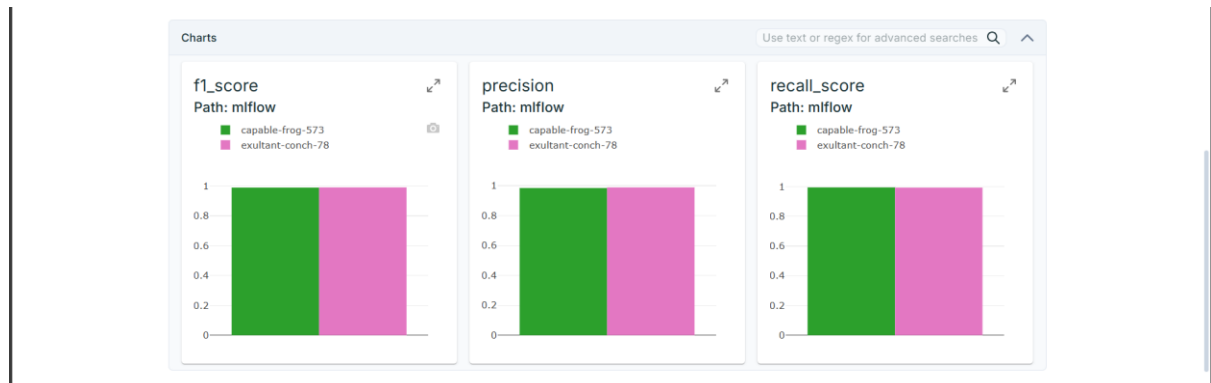 Charts
Use text or regex for advanced searches
f1_score
Path: mlflow
capable-frog-573
exultant-conch-78
1
0.8
0.6
0.4
0.2
0
precision
Path: mlflow
capable-frog-573
exultant-conch-78
1
0.8
0.6
0.4
0.2
0
recall_score
Path: mlflow
capable-frog-573
exultant-conch-78
1
0.8
0.6
0.4
0.2
0